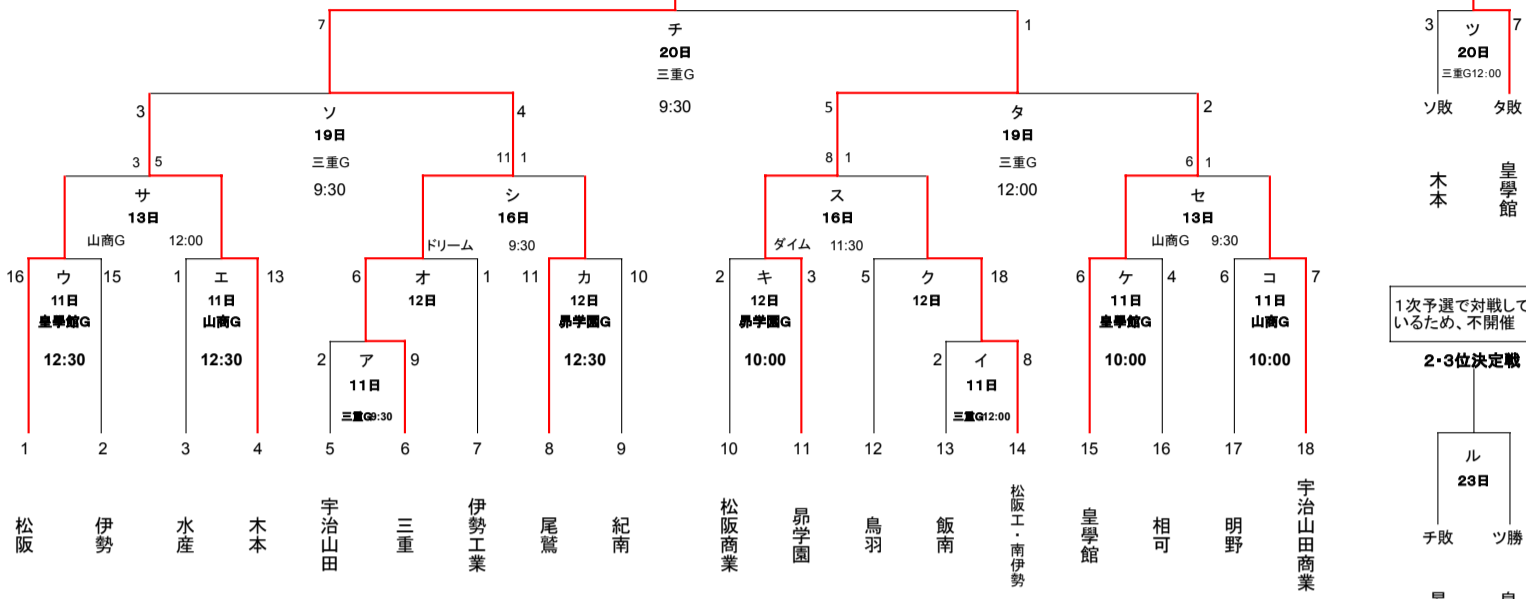 7 チ 1
20日
三重G
9:30
3 ツ 7
20日
三重G12:00
ソ敗 タ敗
木本 皇學館
3 ソ 4
19日
三重G
9:30
5 タ 2
19日
三重G
12:00
3 5
サ
13日
山商G 12:00
11 1
シ
16日
ドリーム 9:30
8 1
ス
16日
ダイム 11:30
6 1
セ
13日
山商G 9:30
16 ウ 15
11日
皇學館G
12:30
1 エ 13
11日
山商G
12:30
6 オ 1
12日
11 カ 10
12日
昴学園G
12:30
2 キ 3
12日
昴学園G
10:00
5 ク 18
12日
6 ケ 4
11日
皇學館G
10:00
6 コ 7
11日
山商G
10:00
2 ア 9
11日
三重G9:30
2 イ 8
11日
三重G12:00
1次予選で対戦して
いるため、不開催
2・3位決定戦
ル
23日
チ敗 ツ勝
1 2 3 4 5 6 7 8 9 10 11 12 13 14 15 16 17 18
松阪
伊勢
水産
木本
宇治山田
三重
伊勢工業
尾鷲
紀南
松阪商業
昴学園
鳥羽
飯南
松阪工・南伊勢
皇學館
相可
明野
宇治山田商業